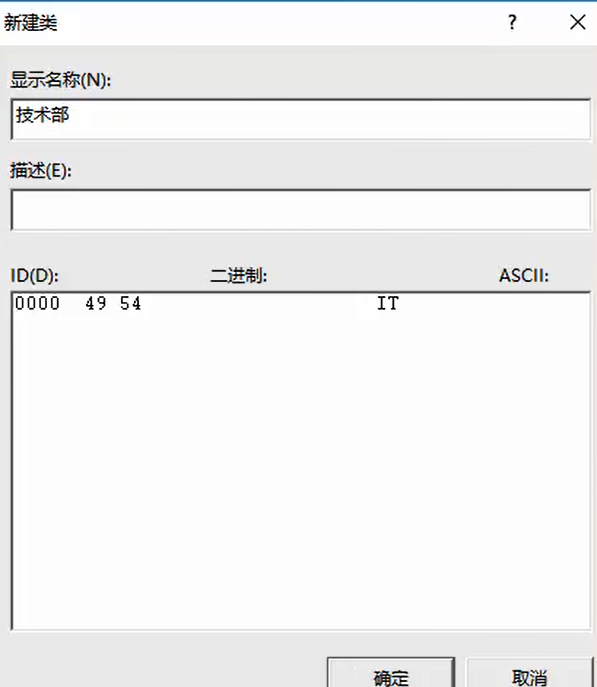 新建类
?
显示名称(N):
技术部
描述(E):
ID(D): 二进制: ASCII:
0000 49 54 IT
确定 取消